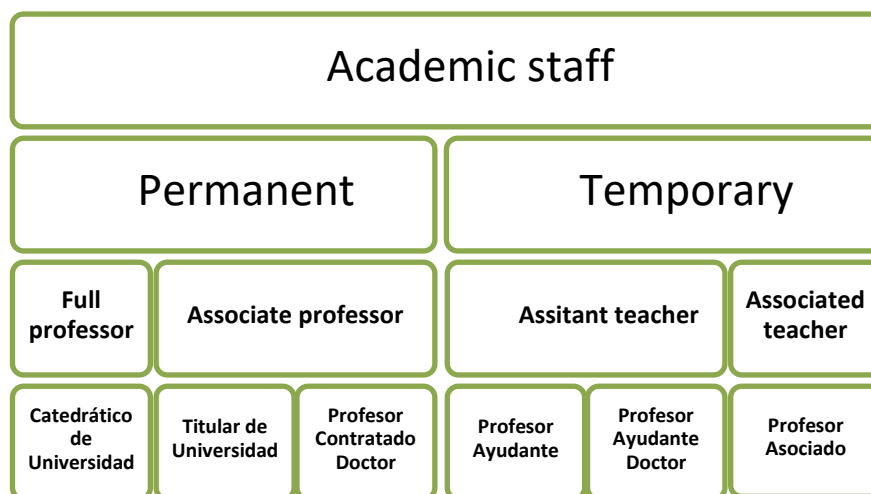 Academic staff
Permanent
Temporary
Full
professor
Associate professor
Assitant teacher
Associated
teacher
Catedrático
de
Universidad
Titular de
Universidad
Profesor
Contratado
Doctor
Profesor
Ayudante
Profesor
Ayudante
Doctor
Profesor
Asociado